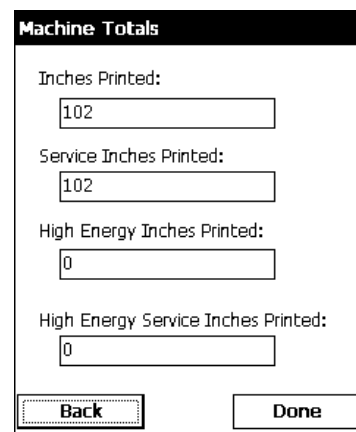 Machine Totals
Inches Printed:
102
Service Inches Printed:
102
High Energy Inches Printed:
0
High Energy Service Inches Printed:
0
Back Done